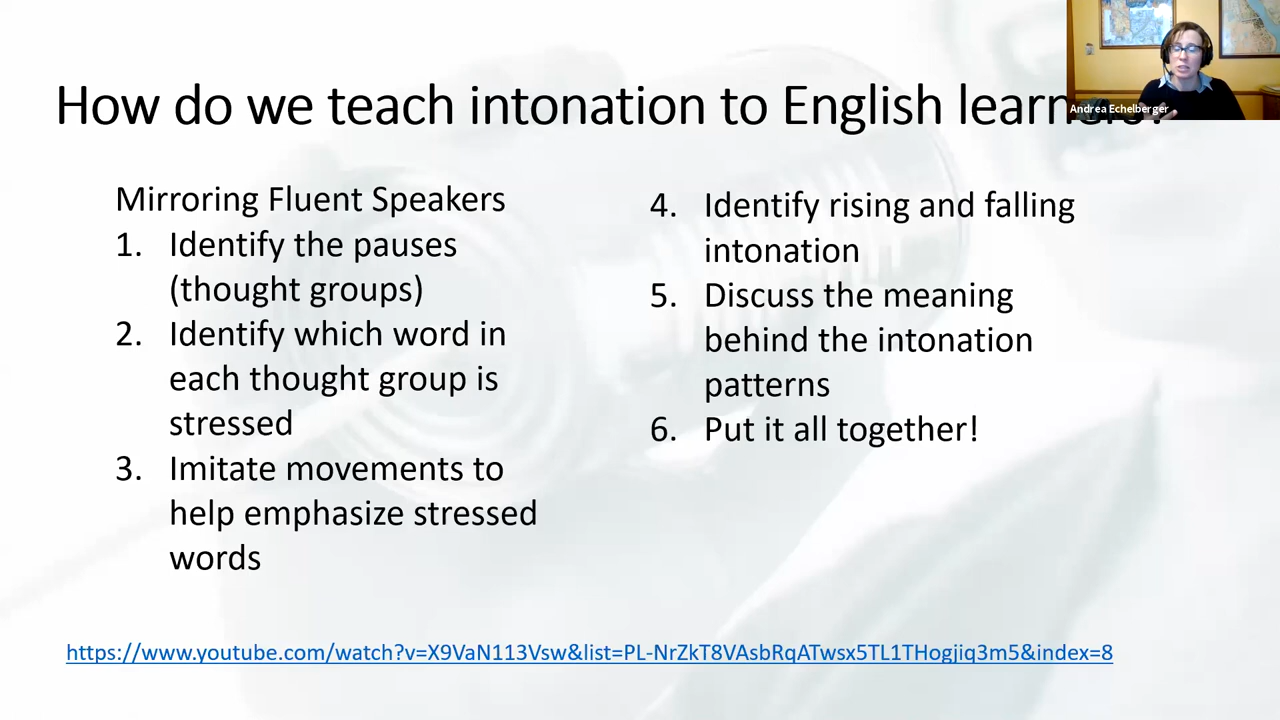 How do we teach intonation to English learners?
Andrea Echelberger
Mirroring Fluent Speakers
1. Identify the pauses
(thought groups)
2. Identify which word in
each thought group is
stressed
3. Imitate movements to
help emphasize stressed
words
4. Identify rising and falling
intonation
5. Discuss the meaning
behind the intonation
patterns
6. Put it all together!
https://www.youtube.com/watch?v=X9VaN113Vsw&list=PL-NrZkT8VAsbRqATwsx5TL1THogjiq3m5&index=8